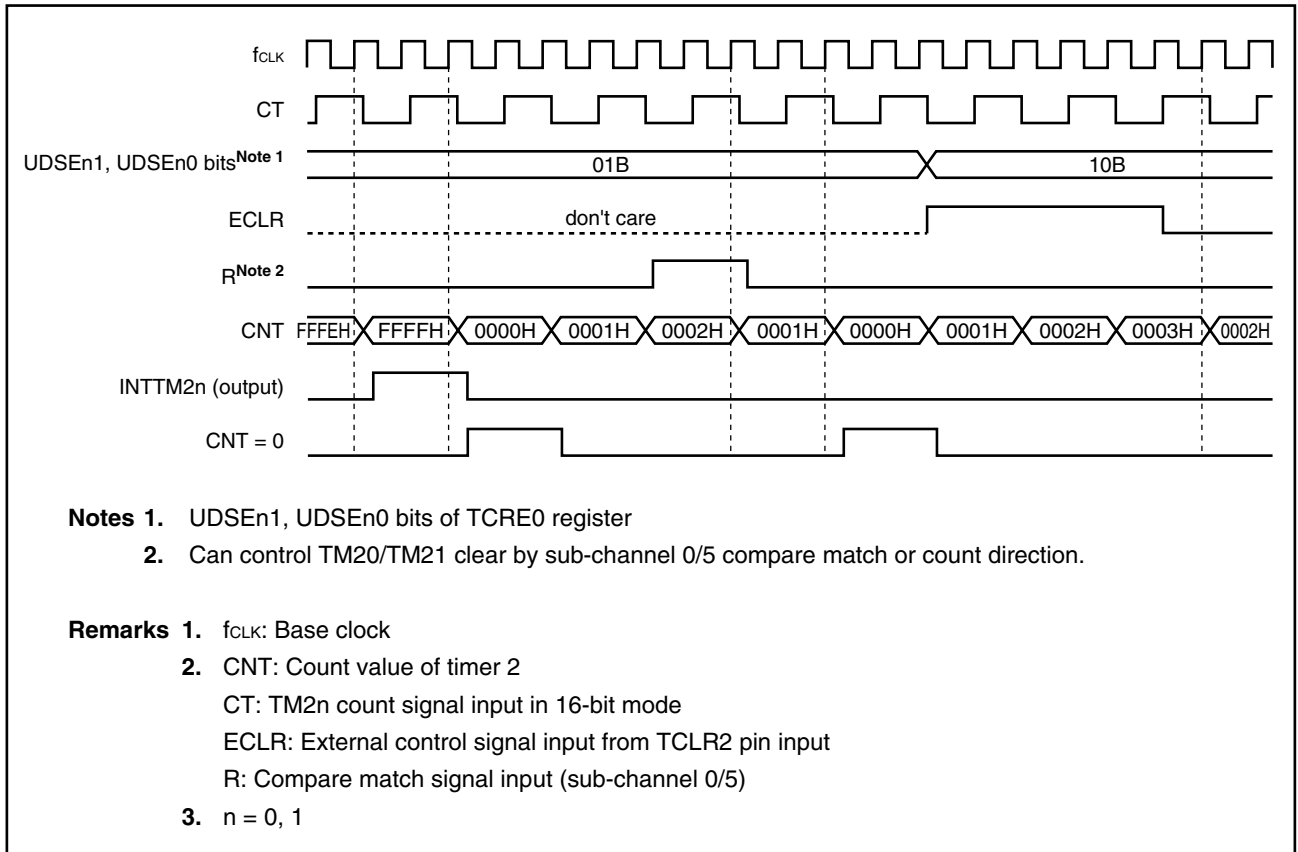 fCLK
CT
UDSEn1, UDSEn0 bitsNote 1 01B 10B
ECLR don't care
RNote 2
CNT FFFEH FFFFH 0000H 0001H 0002H 0001H 0000H 0001H 0002H 0003H 0002H
INTTM2n (output)
CNT = 0
Notes 1. UDSEn1, UDSEn0 bits of TCRE0 register
2. Can control TM20/TM21 clear by sub-channel 0/5 compare match or count direction.
Remarks 1. fCLK: Base clock
2. CNT: Count value of timer 2
CT: TM2n count signal input in 16-bit mode
ECLR: External control signal input from TCLR2 pin input
R: Compare match signal input (sub-channel 0/5)
3. n = 0, 1